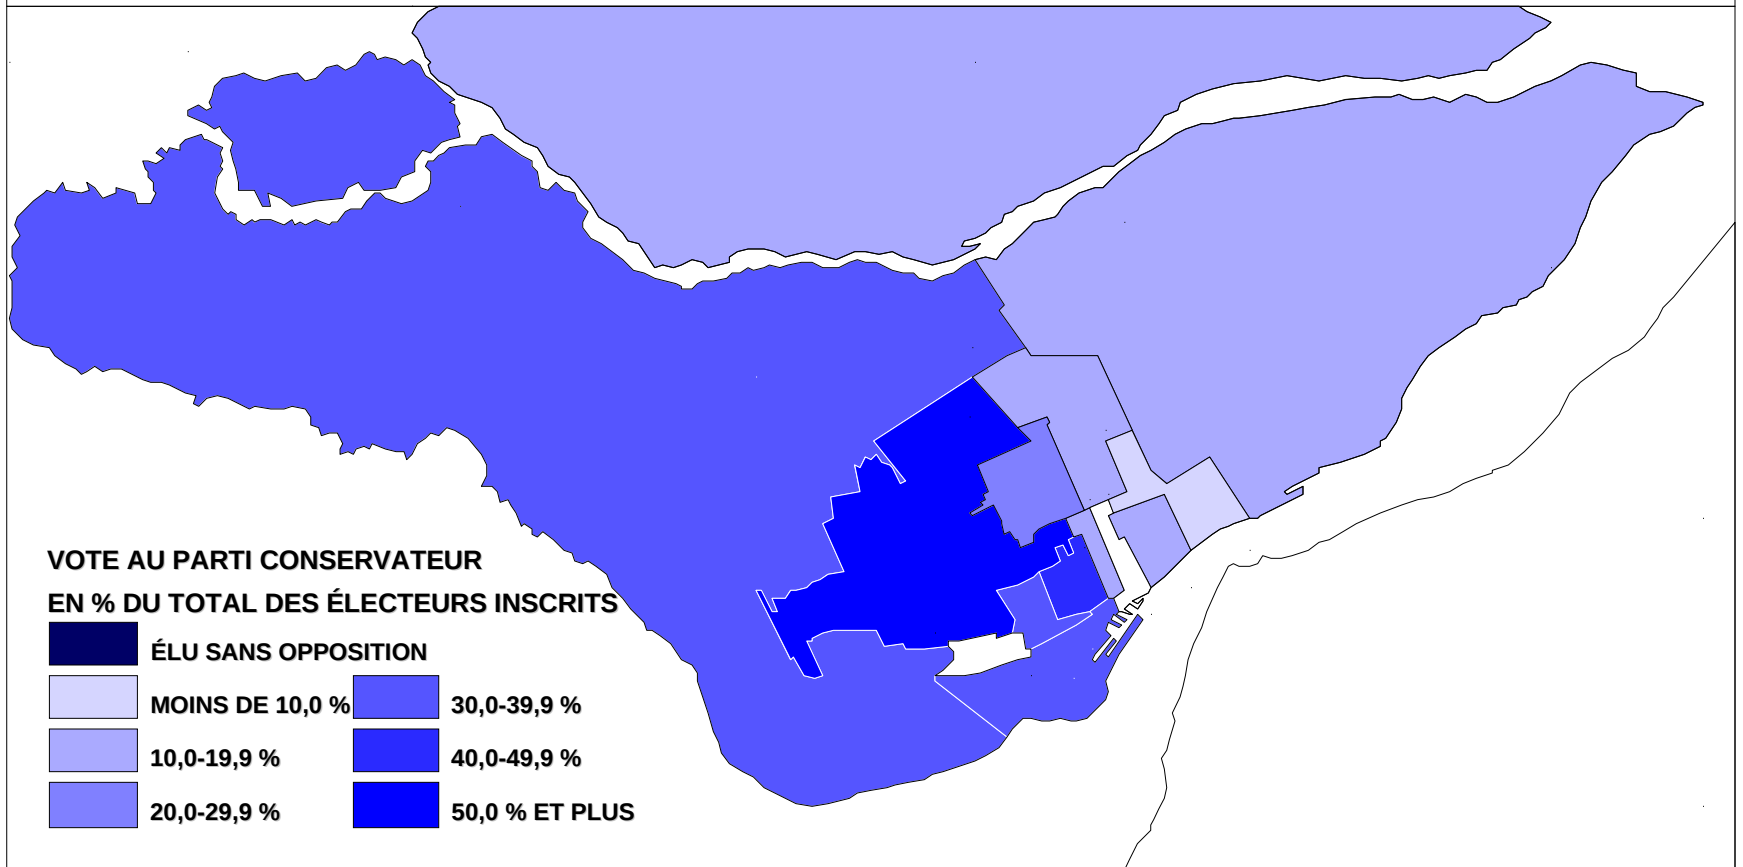 VOTE AU PARTI CONSERVATEUR
EN % DU TOTAL DES ÉLECTEURS INSCRITS
ÉLU SANS OPPOSITION
MOINS DE 10,0 %
10,0-19,9 %
20,0-29,9 %
30,0-39,9 %
40,0-49,9 %
50,0 % ET PLUS